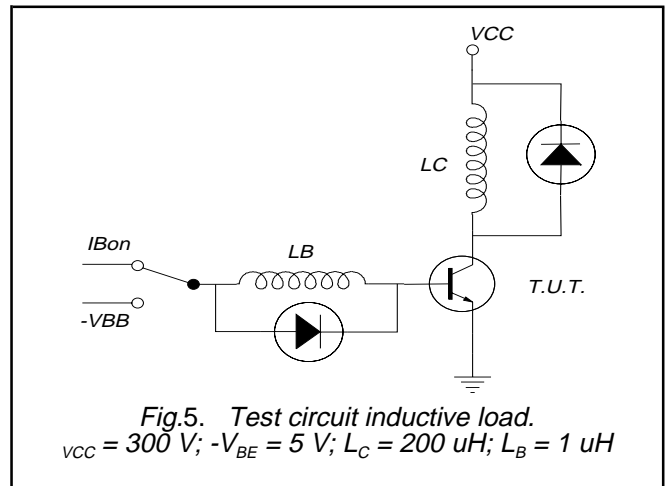 VCC
LC
IBon
LB
-VBB
T.U.T.
Fig.5. Test circuit inductive load.
VCC = 300 V; -VBE = 5 V; LC = 200 uH; LB = 1 uH